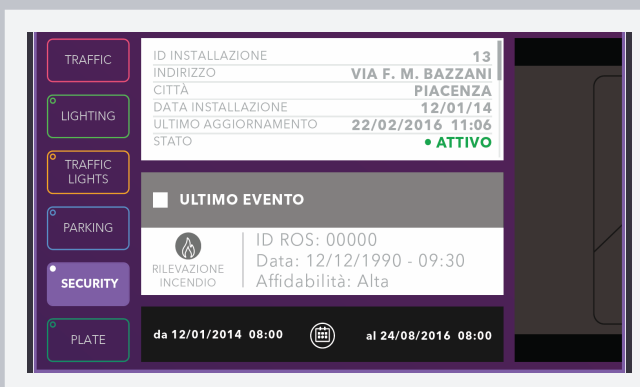 TRAFFIC
LIGHTING
TRAFFIC
LIGHTS
PARKING
SECURITY
PLATE
ID INSTALLAZIONE 13
INDIRIZZO VIA F. M. BAZZANI
CITTÀ PIACENZA
DATA INSTALLAZIONE 12/01/14
ULTIMO AGGIORNAMENTO 22/02/2016 11:06
STATO • ATTIVO
ULTIMO EVENTO
RILEVAZIONE
INCENDIO
ID ROS: 00000
Data: 12/12/1990 - 09:30
Affidabilità: Alta
da 12/01/2014 08:00 al 24/08/2016 08:00